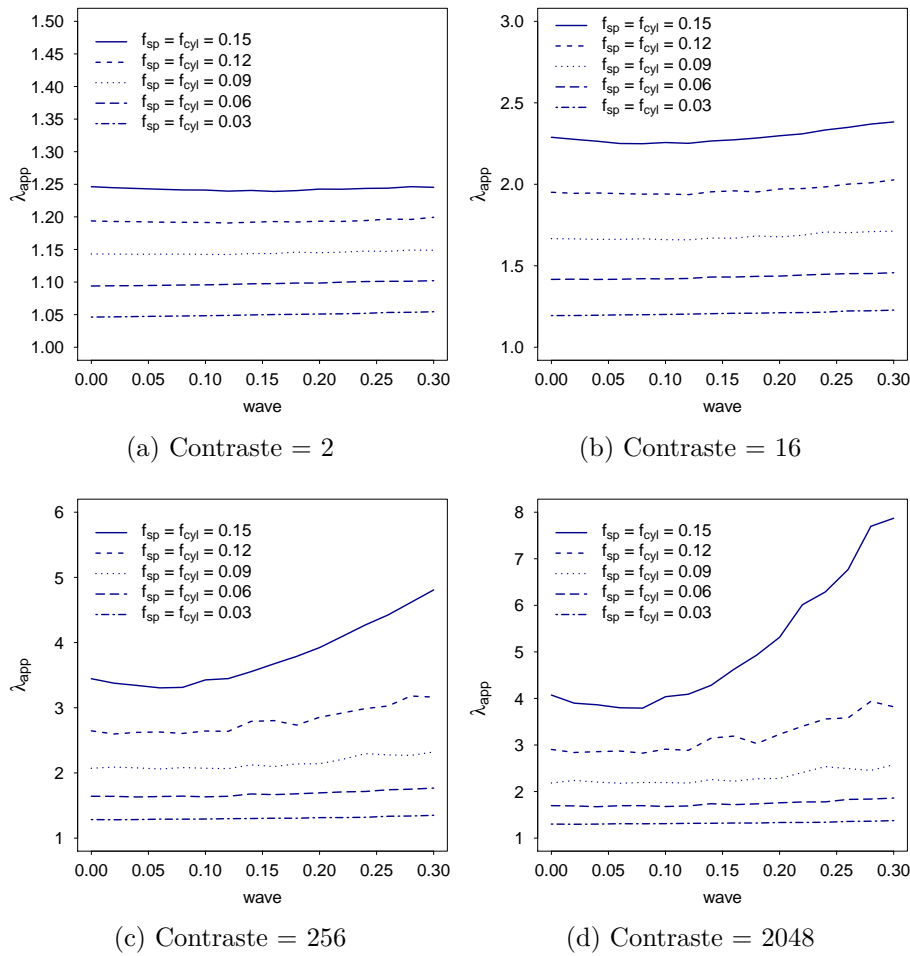 1.50
1.45
1.40
1.35
1.30
1.25
1.20
1.15
1.10
1.05
1.00
λapp
fsp = fcyl = 0.15
fsp = fcyl = 0.12
fsp = fcyl = 0.09
fsp = fcyl = 0.06
fsp = fcyl = 0.03
0.00 0.05 0.10 0.15 0.20 0.25 0.30
wave
(a) Contraste = 2
3.0
2.5
2.0
1.5
1.0
λapp
fsp = fcyl = 0.15
fsp = fcyl = 0.12
fsp = fcyl = 0.09
fsp = fcyl = 0.06
fsp = fcyl = 0.03
0.00 0.05 0.10 0.15 0.20 0.25 0.30
wave
(b) Contraste = 16
6
5
4
3
2
1
λapp
fsp = fcyl = 0.15
fsp = fcyl = 0.12
fsp = fcyl = 0.09
fsp = fcyl = 0.06
fsp = fcyl = 0.03
0.00 0.05 0.10 0.15 0.20 0.25 0.30
wave
(c) Contraste = 256
8
7
6
5
4
3
2
1
λapp
fsp = fcyl = 0.15
fsp = fcyl = 0.12
fsp = fcyl = 0.09
fsp = fcyl = 0.06
fsp = fcyl = 0.03
0.00 0.05 0.10 0.15 0.20 0.25 0.30
wave
(d) Contraste = 2048